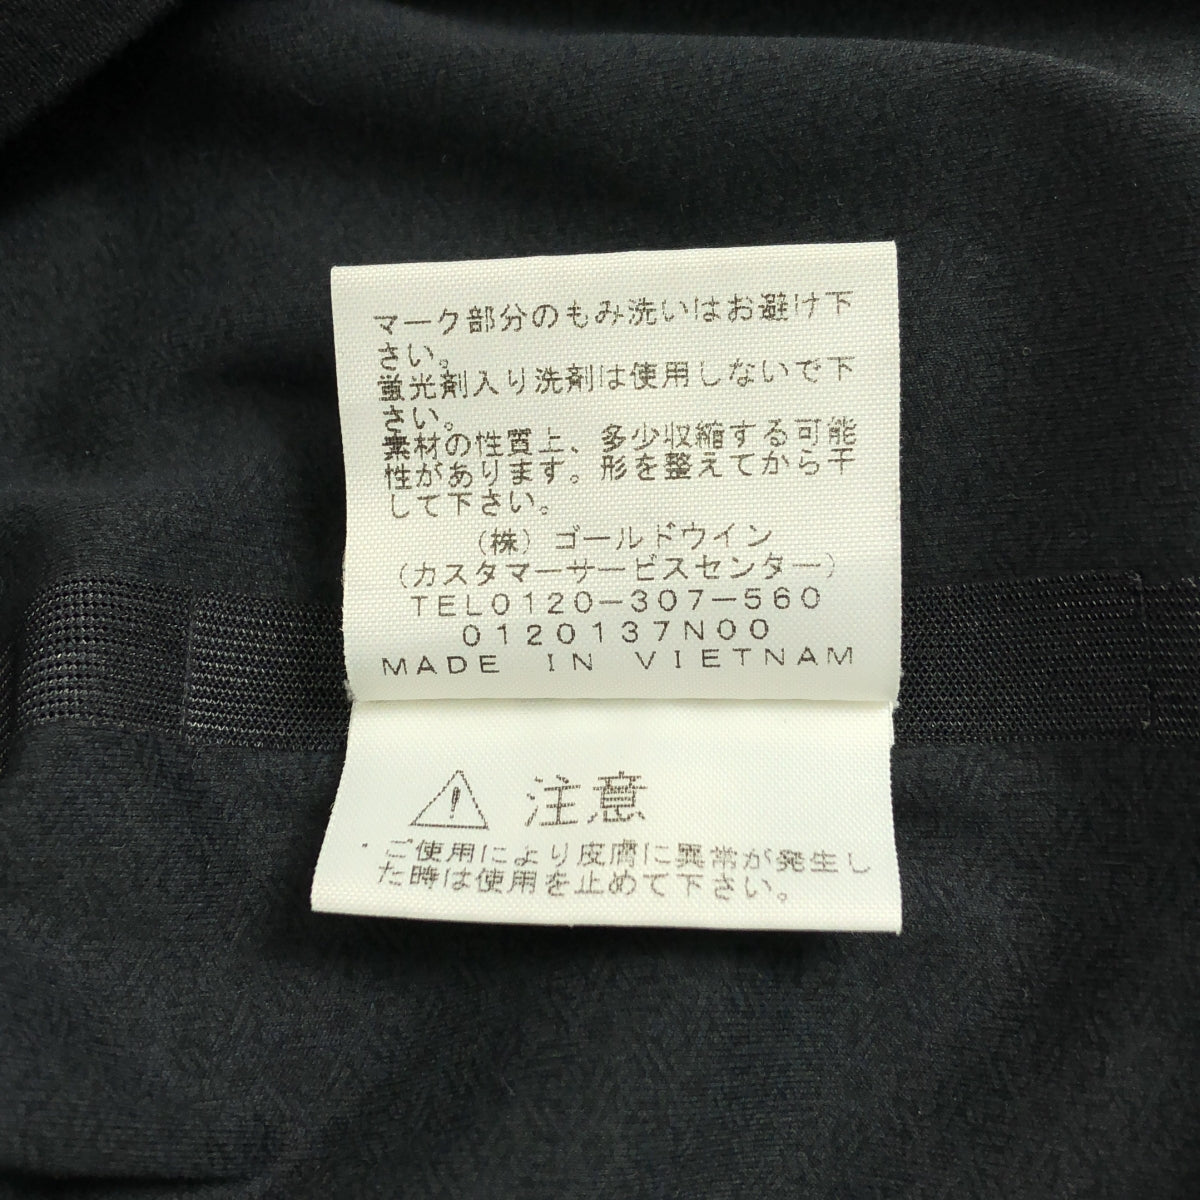 マーク部分のもみ洗いはお避け下
さい。
蛍光剤入り洗剤は使用しないで下
さい。
素材の性質上、多少収縮する可能
性があります。形を整えてから干
して下さい。
(株)ゴールドウイン
(カスタマーサービスセンター)
TEL0120-307-560
0120137N00
MADE IN VIETNAM
注意
・ご使用により皮膚に異常が発生し
た時は使用を止めて下さい。